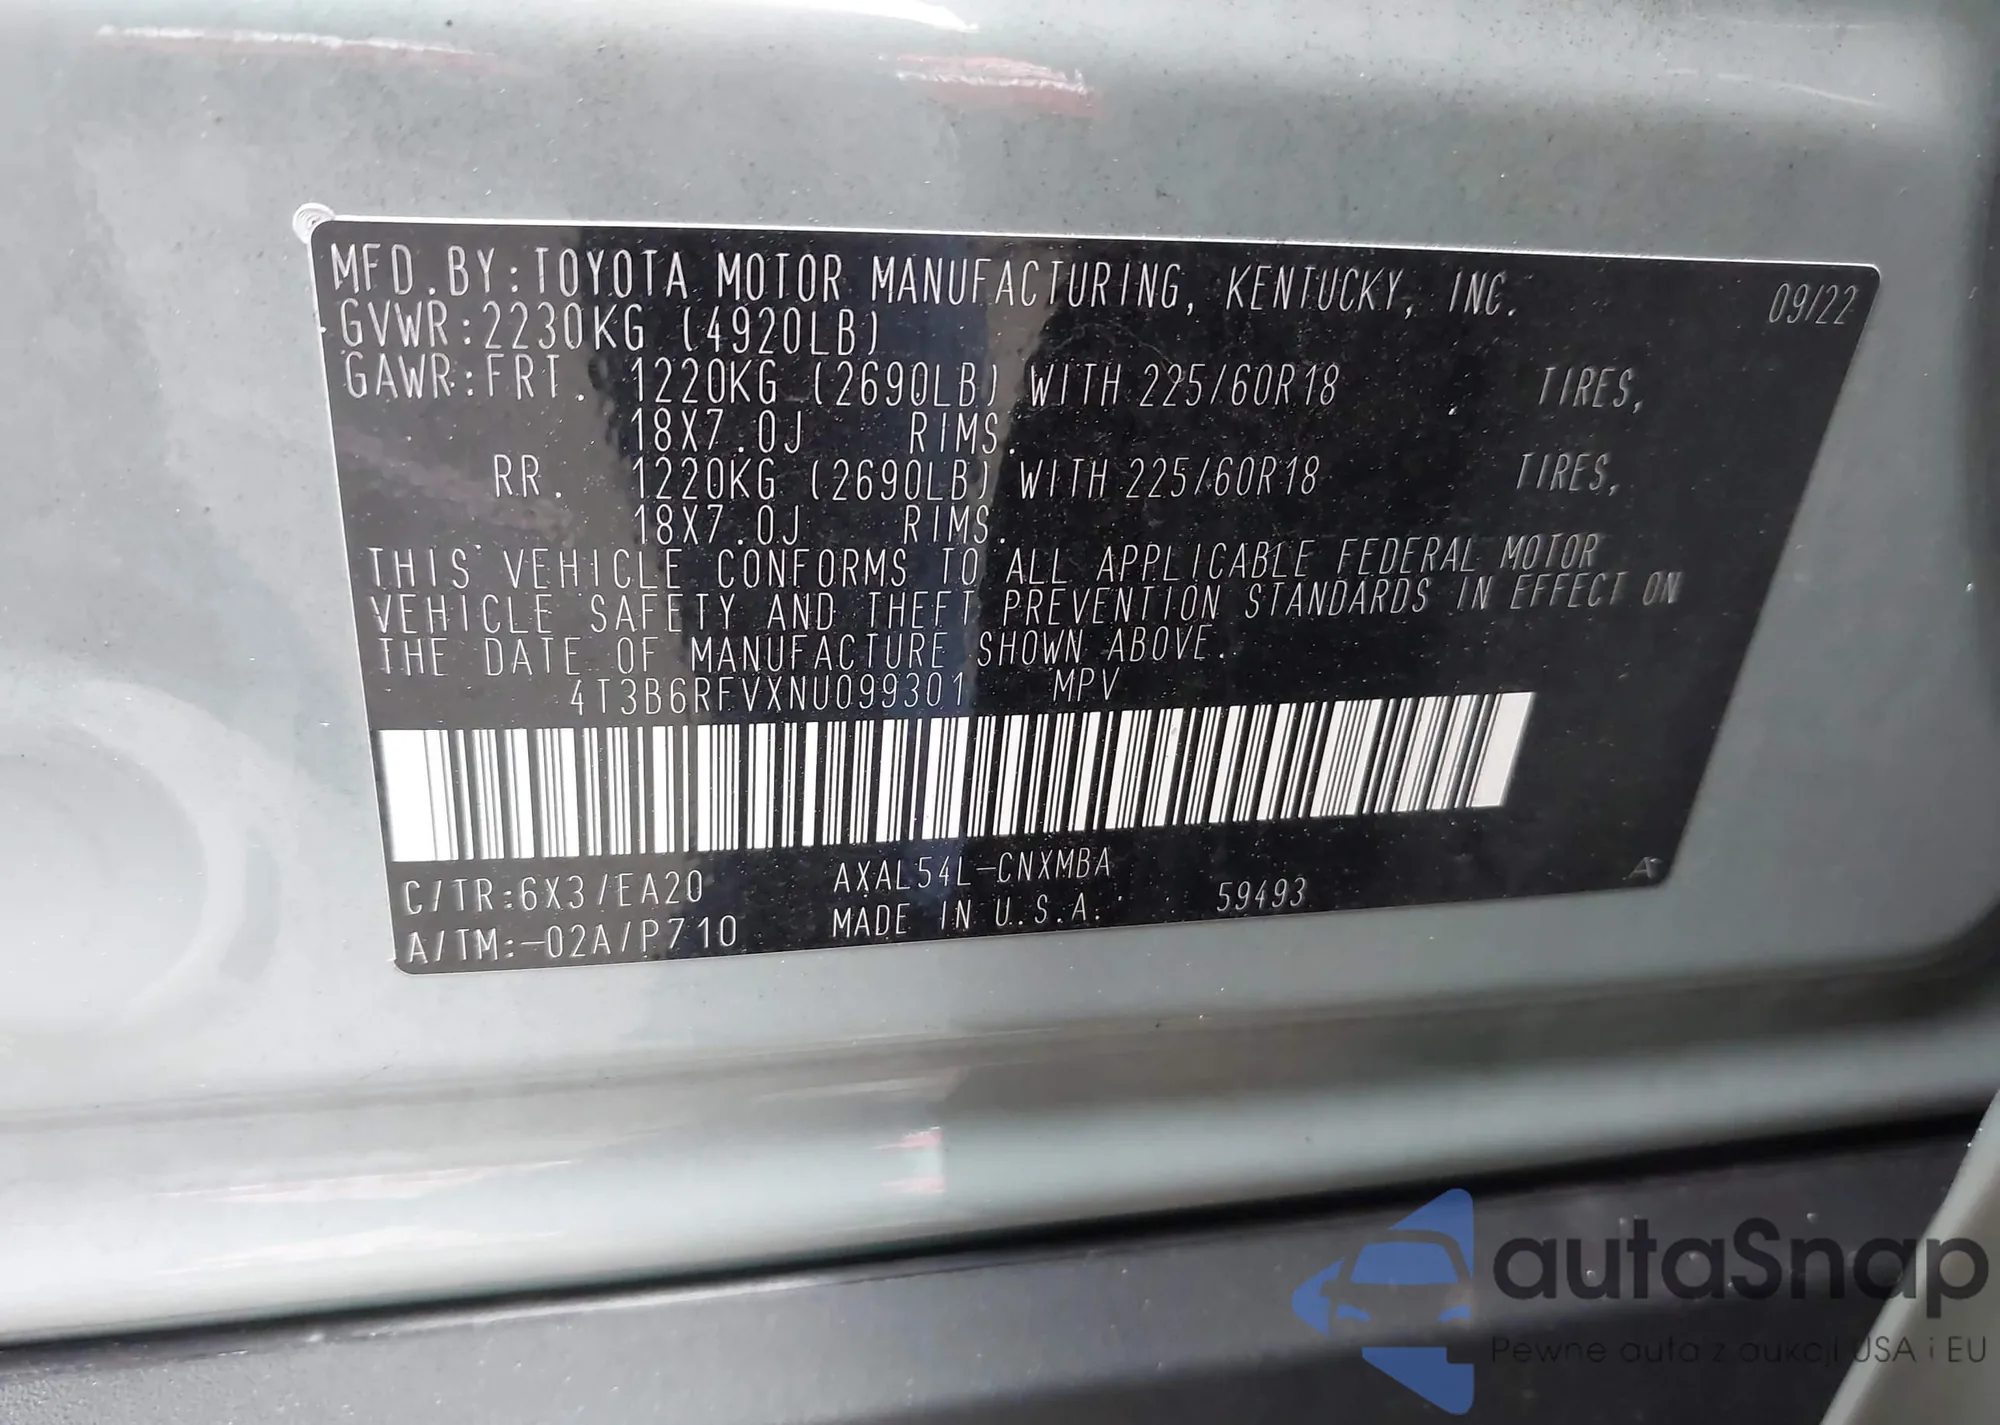 MFD. BY: TOYOTA MOTOR MANUFACTURING, KENTUCKY, INC. 09/22
GVWR: 2230KG (4920LB)
GAWR: FRT. 1220KG (2690LB) WITH 225/60R18 TIRES,
18X7.0J RIMS.
RR. 1220KG (2690LB) WITH 225/60R18 TIRES,
18X7.0J RIMS.
THIS VEHICLE CONFORMS TO ALL APPLICABLE FEDERAL MOTOR
VEHICLE SAFETY AND THEFT PREVENTION STANDARDS IN EFFECT ON
THE DATE OF MANUFACTURE SHOWN ABOVE.
4T3B6RFVXNU099301 MPV
C/TR:6X3/EA20 AXAL54L-CNXMBA
A/TM:-02A/P710 MADE IN U.S.A. 59493
autaSnap
Pewne auta z aukcji USA i EU